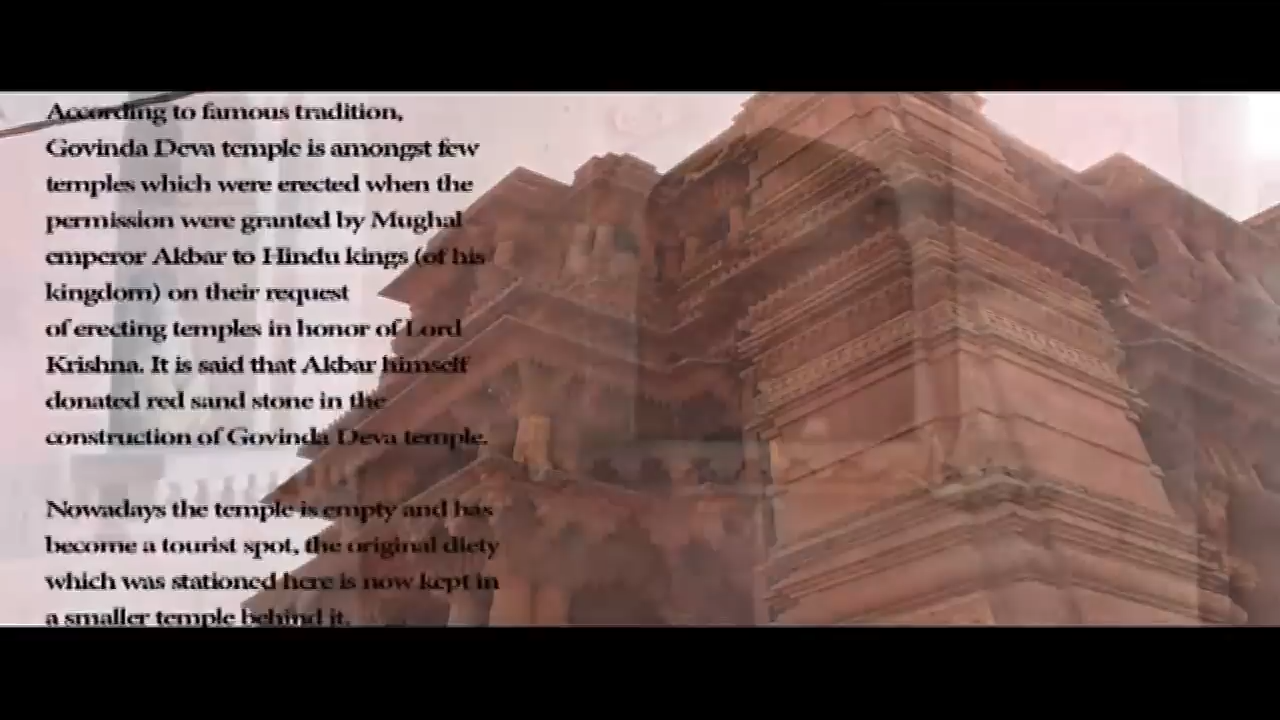 According to famous tradition,
Govinda Deva temple is amongst few
temples which were erected when the
permission were granted by Mughal
emperor Akbar to Hindu kings (of his
kingdom) on their request
of erecting temples in honor of Lord
Krishna. It is said that Akbar himself
donated red sand stone in the
construction of Govinda Deva temple.
Nowadays the temple is empty and has
become a tourist spot, the original diety
which was stationed here is now kept in
a smaller temple behind it.